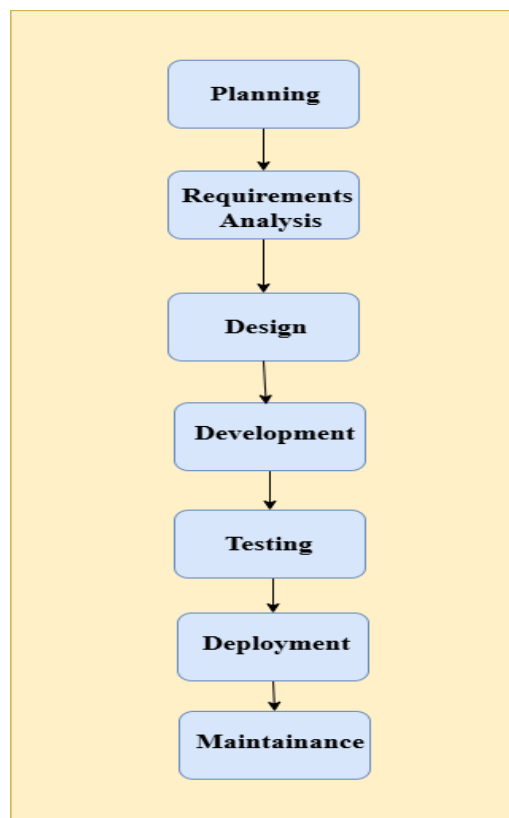 Planning
Requirements
Analysis
Design
Development
Testing
Deployment
Maintainance